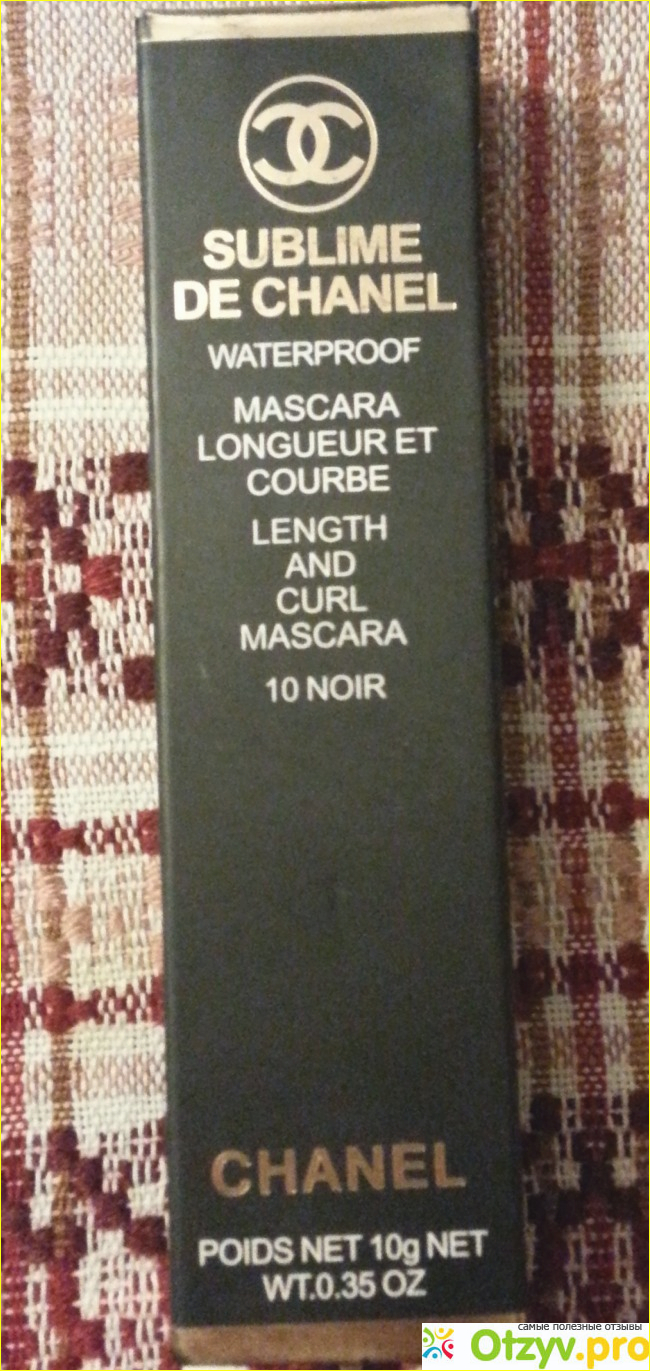 SUBLIME
DE CHANEL
WATERPROOF
MASCARA
LONGUEUR ET
COURBE
LENGTH
AND
CURL
MASCARA
10 NOIR
CHANEL
POIDS NET 10g NET
WT.0.35 OZ
самые полезные отзывы
Otzyv.pro